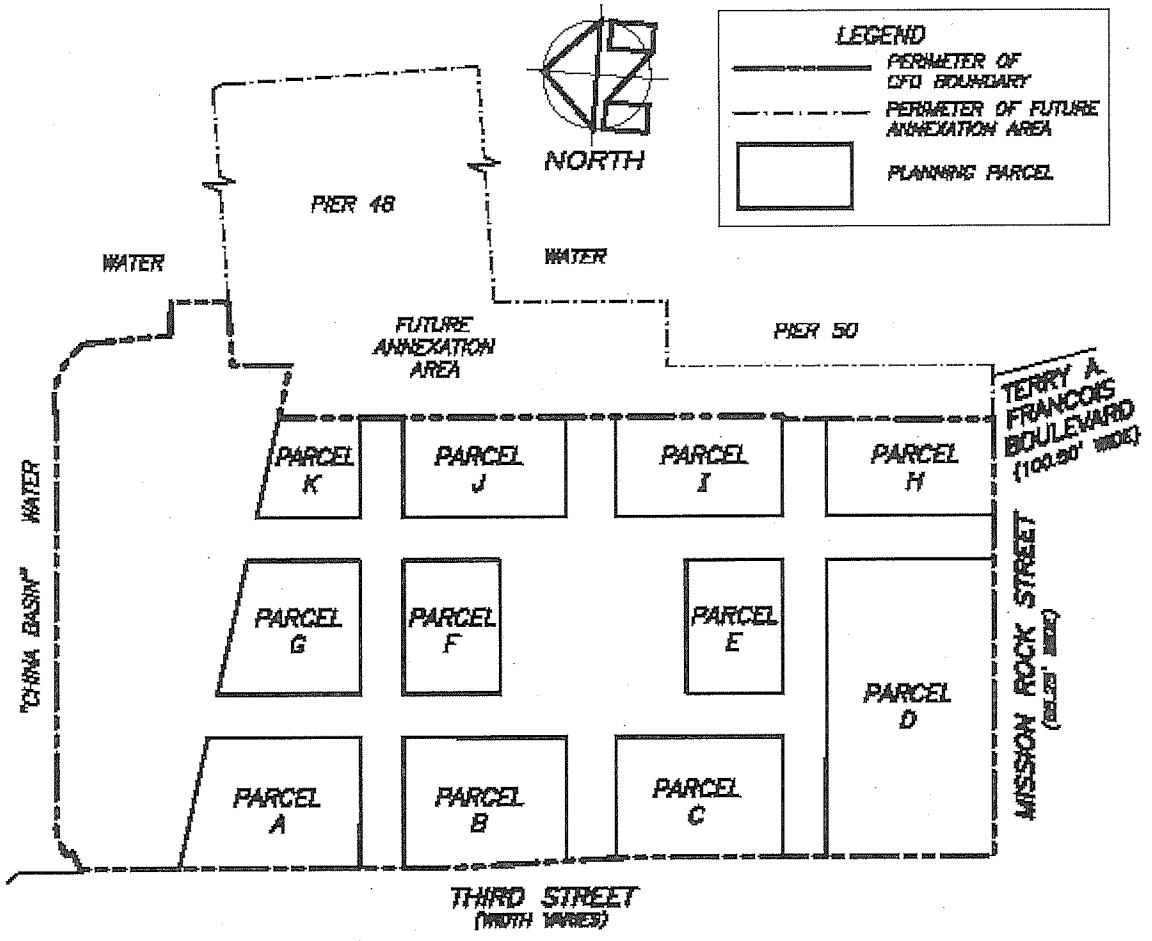 LEGEND
PERIMETER OF
CFD BOUNDARY
PERIMETER OF FUTURE
ANNEXATION AREA
PLANNING PARCEL
NORTH
PIER 48
WATER
WATER
FUTURE
ANNEXATION
AREA
PIER 50
TERRY A.
FRANCOIS
BOULEVARD
(100.90' WIDE)
PARCEL
K
PARCEL
J
PARCEL
I
PARCEL
H
WATER
"CHINA BASIN"
PARCEL
G
PARCEL
F
PARCEL
E
PARCEL
D
MISSION ROCK STREET
WIDE)
PARCEL
A
PARCEL
B
PARCEL
C
THIRD STREET
(WIDTH VARIES)